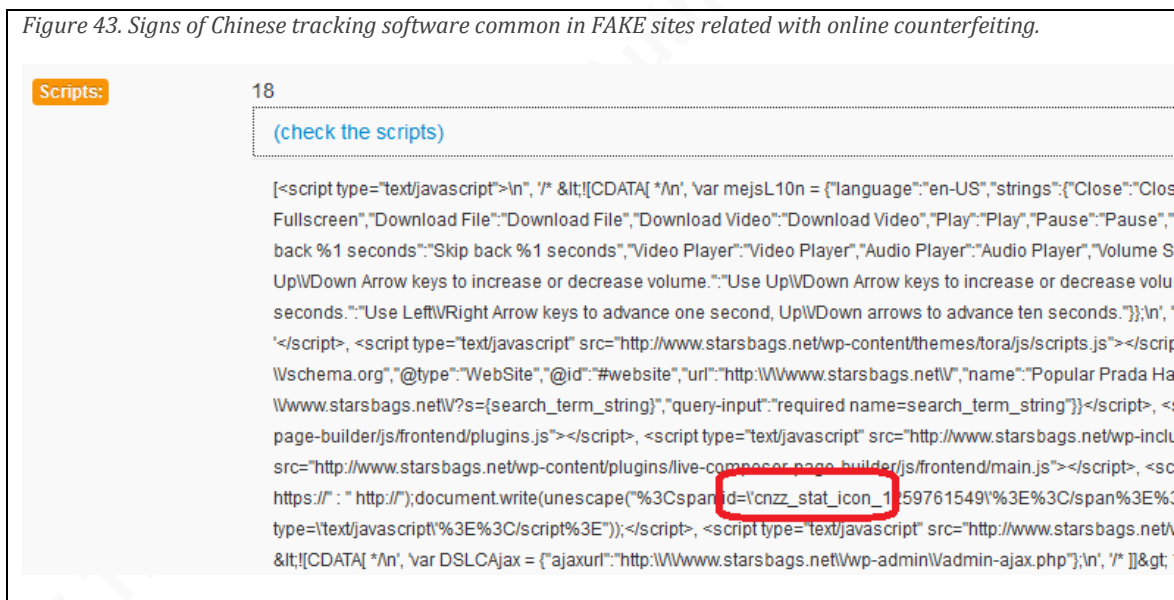 Figure 43. Signs of Chinese tracking software common in FAKE sites related with online counterfeiting.
Scripts:
18
(check the scripts)
[<script type="text/javascript">\n", '/* &lt;![CDATA[ */\n', 'var mejsL10n = {"language":"en-US","strings":{"Close":"Clos
Fullscreen","Download File":"Download File","Download Video":"Download Video","Play":"Play","Pause":"Pause","
back %1 seconds":"Skip back %1 seconds","Video Player":"Video Player","Audio Player":"Audio Player","Volume S
Up\\/Down Arrow keys to increase or decrease volume.":"Use Up\\/Down Arrow keys to increase or decrease volu
seconds.":"Use Left\\/Right Arrow keys to advance one second, Up\\/Down arrows to advance ten seconds."}};\n', '
'</script>, <script type="text/javascript" src="http://www.starsbags.net/wp-content/themes/tora/js/scripts.js"></scrip
\\/schema.org","@type":"WebSite","@id":"#website","url":"http:\\/\\/www.starsbags.net\\/","name":"Popular Prada Ha
\\/www.starsbags.net\\/?s={search_term_string}","query-input":"required name=search_term_string"}}</script>, <s
page-builder/js/frontend/plugins.js"></script>, <script type="text/javascript" src="http://www.starsbags.net/wp-inclu
src="http://www.starsbags.net/wp-content/plugins/live-composer-page-builder/js/frontend/main.js"></script>, <sc
https://" : " http://");document.write(unescape("%3Cspan id=\'cnzz_stat_icon_1259761549\'%3E%3C/span%3E%3
type=\'text/javascript\'%3E%3C/script%3E"));</script>, <script type="text/javascript" src="http://www.starsbags.net/
&lt;![CDATA[ */\n', 'var DSLCAjax = {"ajaxurl":"http:\\/\\/www.starsbags.net\\/wp-admin\\/admin-ajax.php"};\n', '/* ]]&gt;